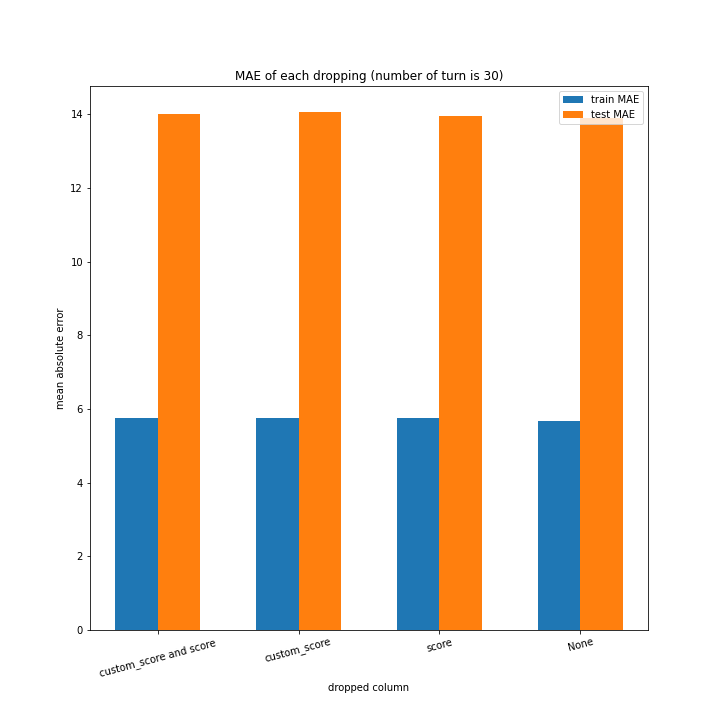 MAE of each dropping (number of turn is 30)
train MAE
test MAE
14
12
10
8
6
4
2
0
mean absolute error
custom_score and score
custom_score
score
None
dropped column